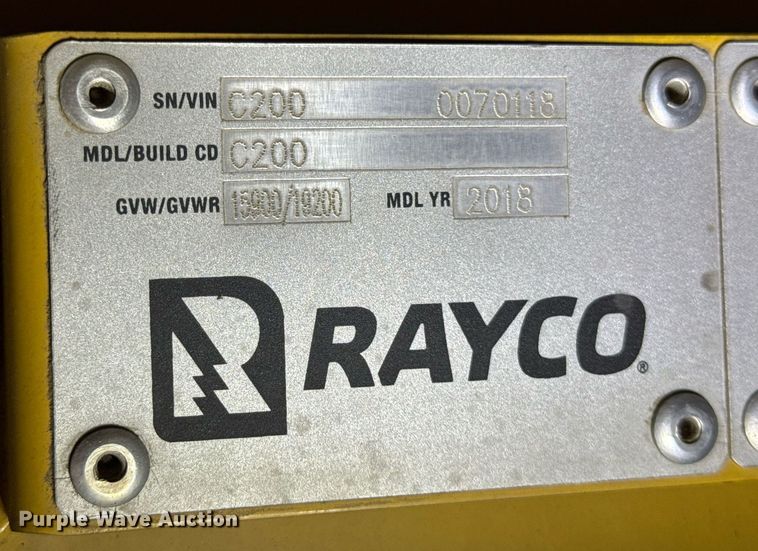 SN/VIN C200 0070118
MDL/BUILD CD C200
GVW/GVWR 15900/19200 MDL YR 2018
RAYCO®
Purple Wave Auction